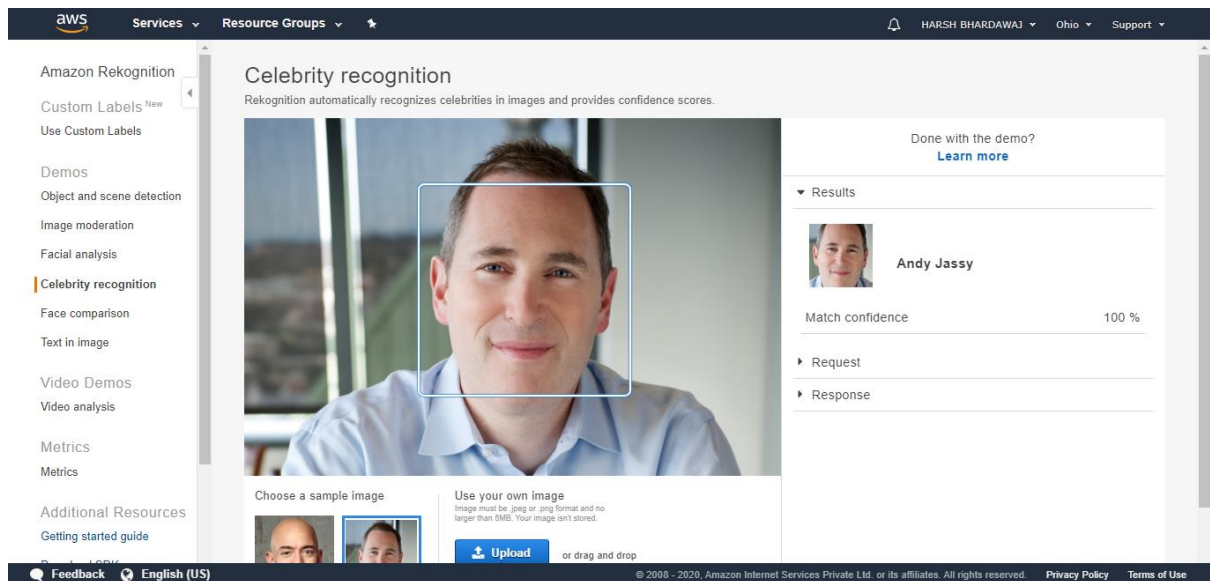 aws Services Resource Groups HARSH BHARDAWAJ Ohio Support
Amazon Rekognition
Custom Labels New
Use Custom Labels
Demos
Object and scene detection
Image moderation
Facial analysis
Celebrity recognition
Face comparison
Text in image
Video Demos
Video analysis
Metrics
Metrics
Additional Resources
Getting started guide
Celebrity recognition
Rekognition automatically recognizes celebrities in images and provides confidence scores.
Choose a sample image
Use your own image
Image must be .jpeg or .png format and no
larger than 5MB. Your image isn't stored.
Upload or drag and drop
Done with the demo?
Learn more
Results
Andy Jassy
Match confidence 100 %
Request
Response
Feedback English (US) © 2008 - 2020, Amazon Internet Services Private Ltd. or its affiliates. All rights reserved. Privacy Policy Terms of Use